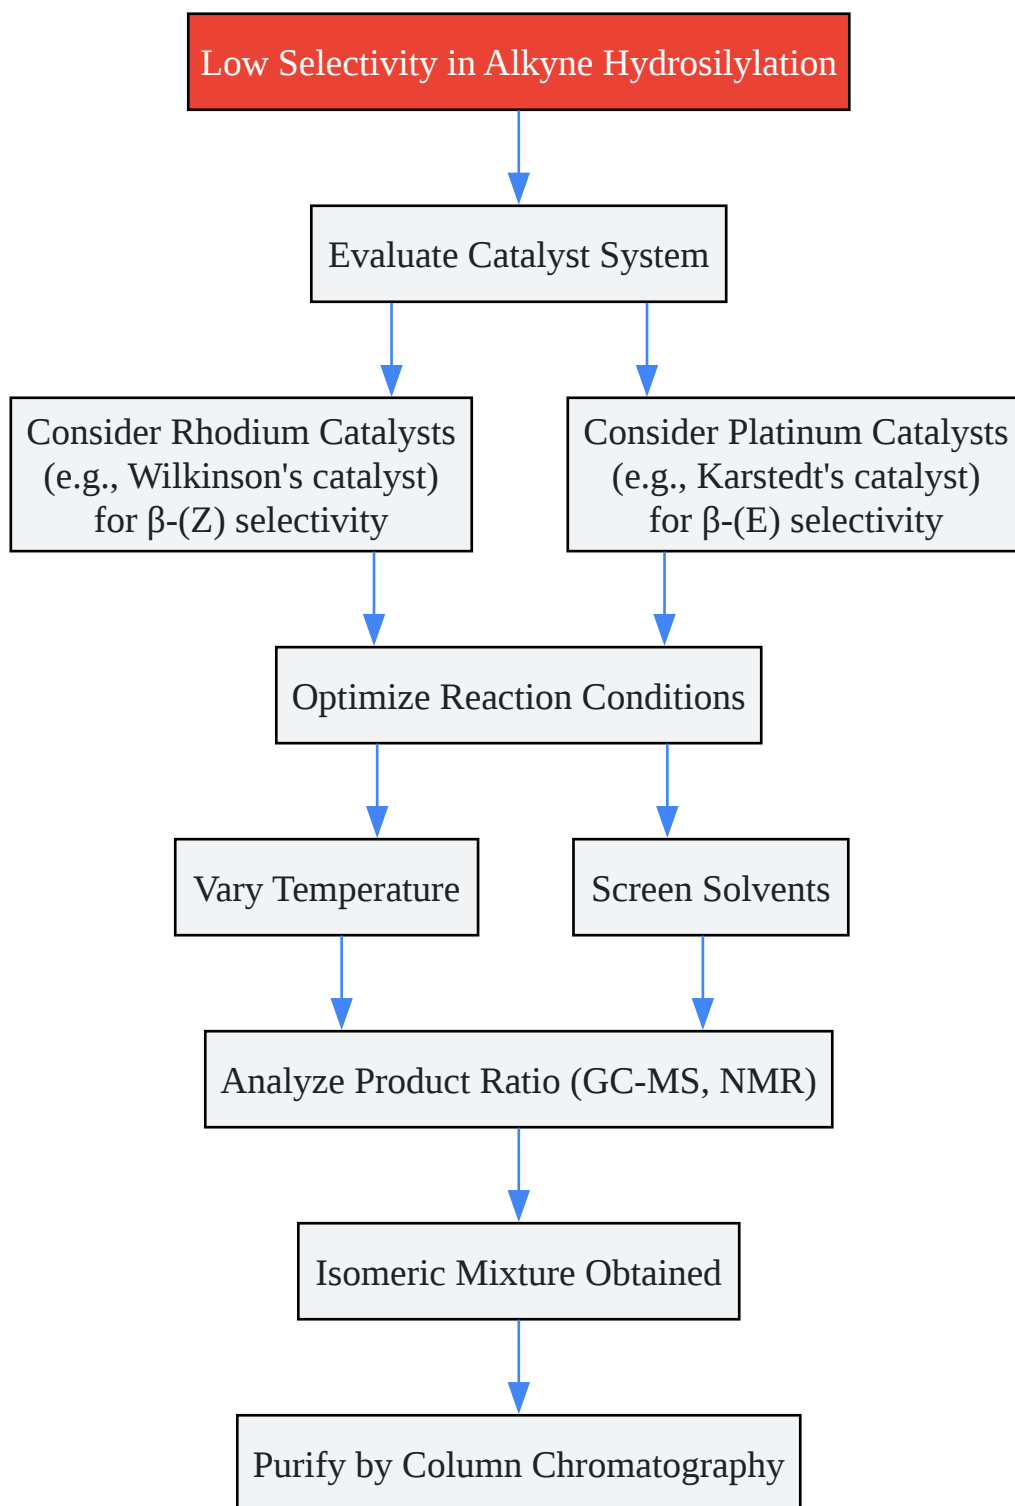 Low Selectivity in Alkyne Hydrosilylation
Evaluate Catalyst System
Consider Rhodium Catalysts
(e.g., Wilkinson's catalyst)
for β-(Z) selectivity
Consider Platinum Catalysts
(e.g., Karstedt's catalyst)
for β-(E) selectivity
Optimize Reaction Conditions
Vary Temperature
Screen Solvents
Analyze Product Ratio (GC-MS, NMR)
Isomeric Mixture Obtained
Purify by Column Chromatography